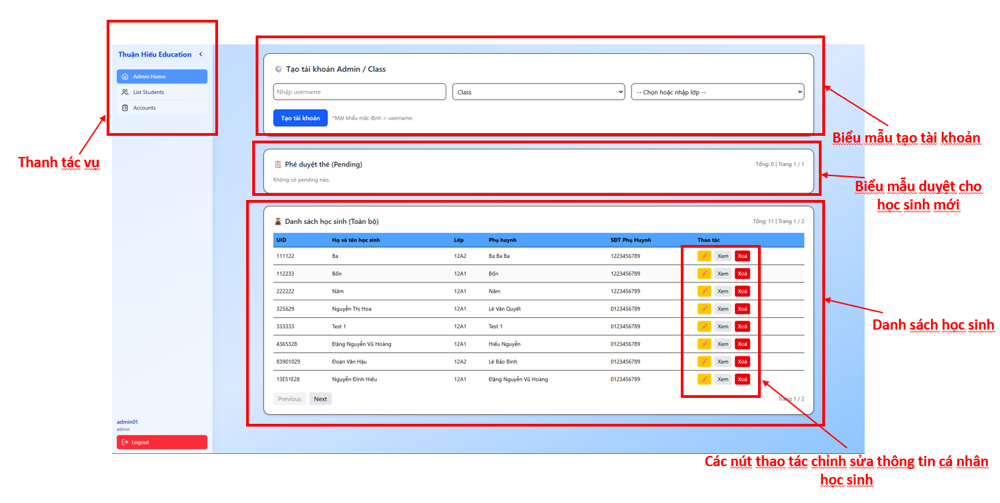 Thuận Hiếu Education
Admin Home
List Students
Accounts
Thanh tác vụ
Tạo tài khoản Admin / Class
Nhập username
Class
-- Chọn hoặc nhập lớp --
Tạo tài khoản
*Mật khẩu mặc định = username.
Biểu mẫu tạo tài khoản
Phê duyệt thẻ (Pending)
Tổng: 0 | Trang 1 / 1
Không có pending nào.
Biểu mẫu duyệt cho
học sinh mới
Danh sách học sinh (Toàn bộ)
Tổng: 11 | Trang 1 / 2
UID Họ và tên học sinh Lớp Phụ huynh SĐT Phụ Huynh Thao tác
111122 Ba 12A2 Ba Ba Ba 1223456789 Xem Xoá
112233 Bốn 12A1 Bốn 1223456789 Xem Xoá
222222 Năm 12A1 Năm 1223456789 Xem Xoá
325629 Nguyễn Thị Hoa 12A1 Lê Văn Quyết 0123456789 Xem Xoá
333333 Test 1 12A1 Test 1 0123456789 Xem Xoá
4365328 Đặng Nguyễn Vũ Hoàng 12A1 Hiếu Nguyễn 0123456789 Xem Xoá
83901029 Đoàn Văn Hậu 12A2 Lê Bảo Bình 0123456789 Xem Xoá
13E51E28 Nguyễn Đình Hiếu 12A1 Đặng Nguyễn Vũ Hoàng 0123456789 Xem Xoá
Previous Next
Trang 1 / 2
Danh sách học sinh
admin01
admin
Logout
Các nút thao tác chỉnh sửa thông tin cá nhân
học sinh